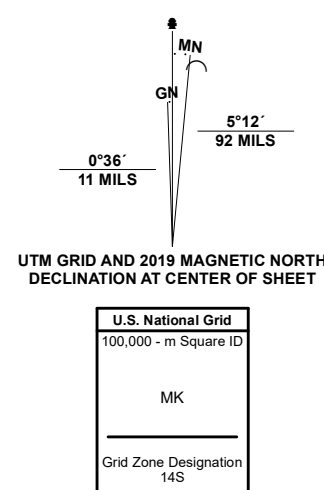 MN
GN
5°12´
92 MILS
0°36´
11 MILS
UTM GRID AND 2019 MAGNETIC NORTH
DECLINATION AT CENTER OF SHEET
U.S. National Grid
100,000 - m Square ID
MK
Grid Zone Designation
14S